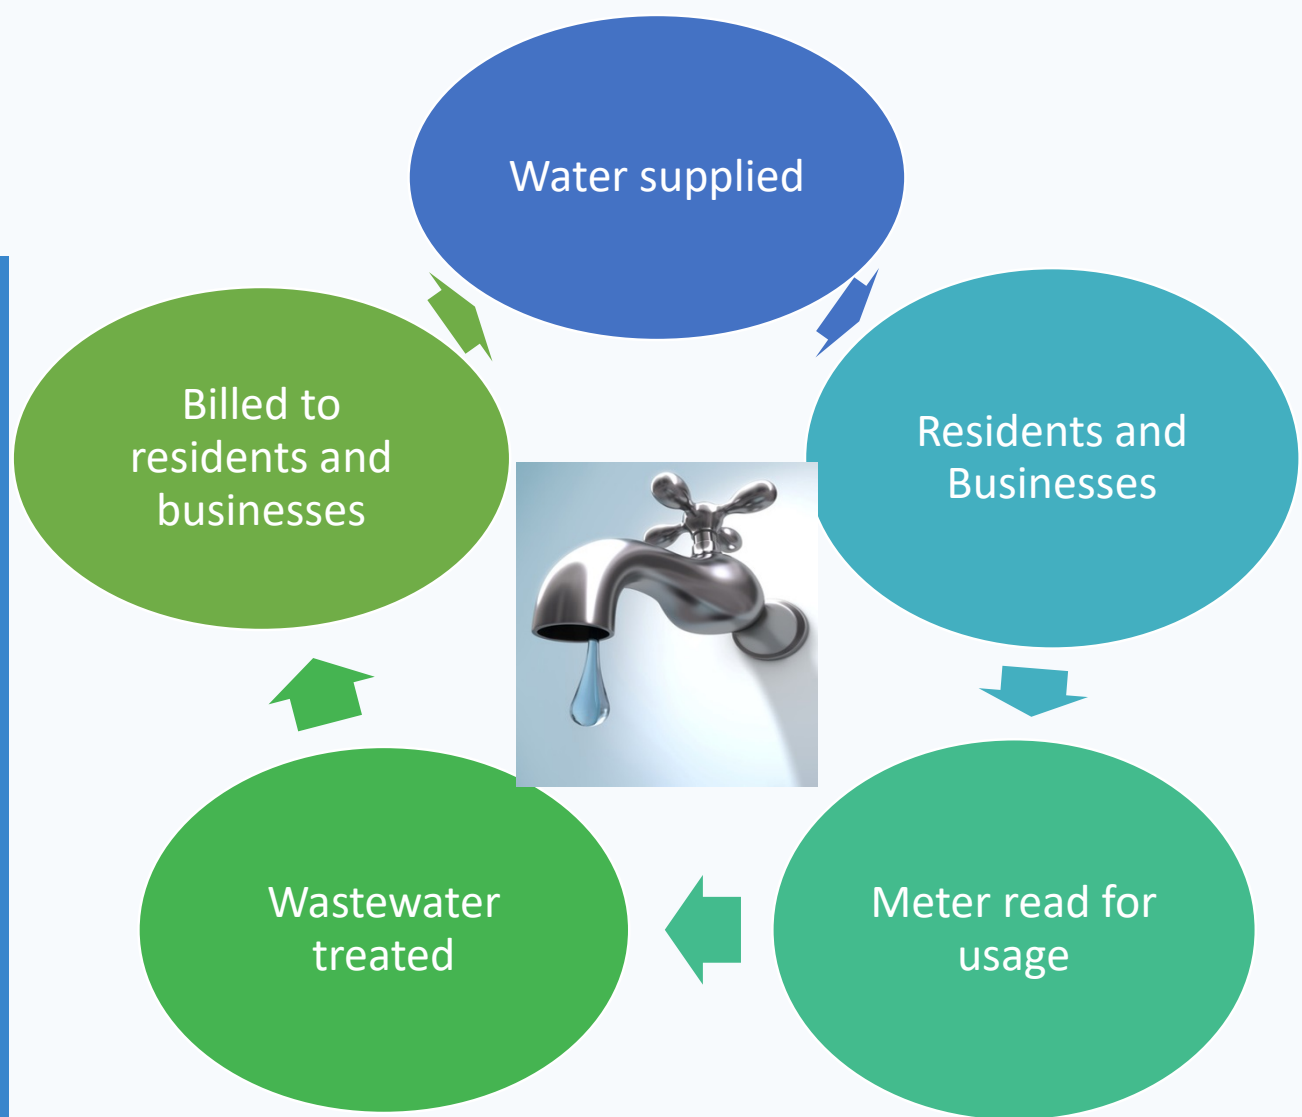 Water supplied
Residents and
Businesses
Meter read for
usage
Wastewater
treated
Billed to
residents and
businesses